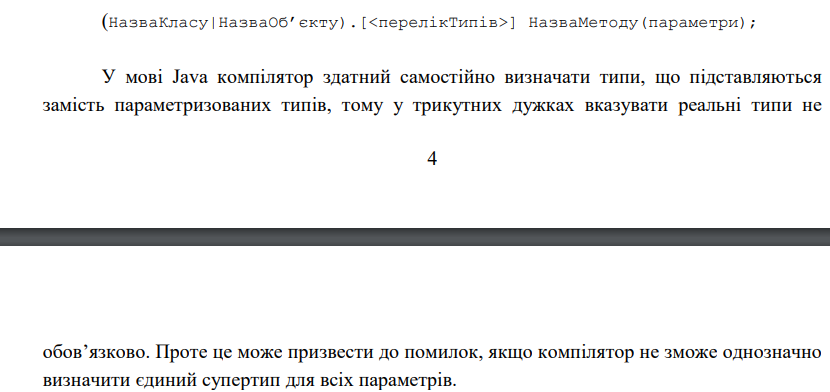 (НазваКласу|НазваОб’єкту).[<перелікТипів>] НазваМетоду(параметри);
У мові Java компілятор здатний самостійно визначати типи, що підставляються
замість параметризованих типів, тому у трикутних дужках вказувати реальні типи не
4
обов’язково. Проте це може призвести до помилок, якщо компілятор не зможе однозначно
визначити єдиний супертип для всіх параметрів.